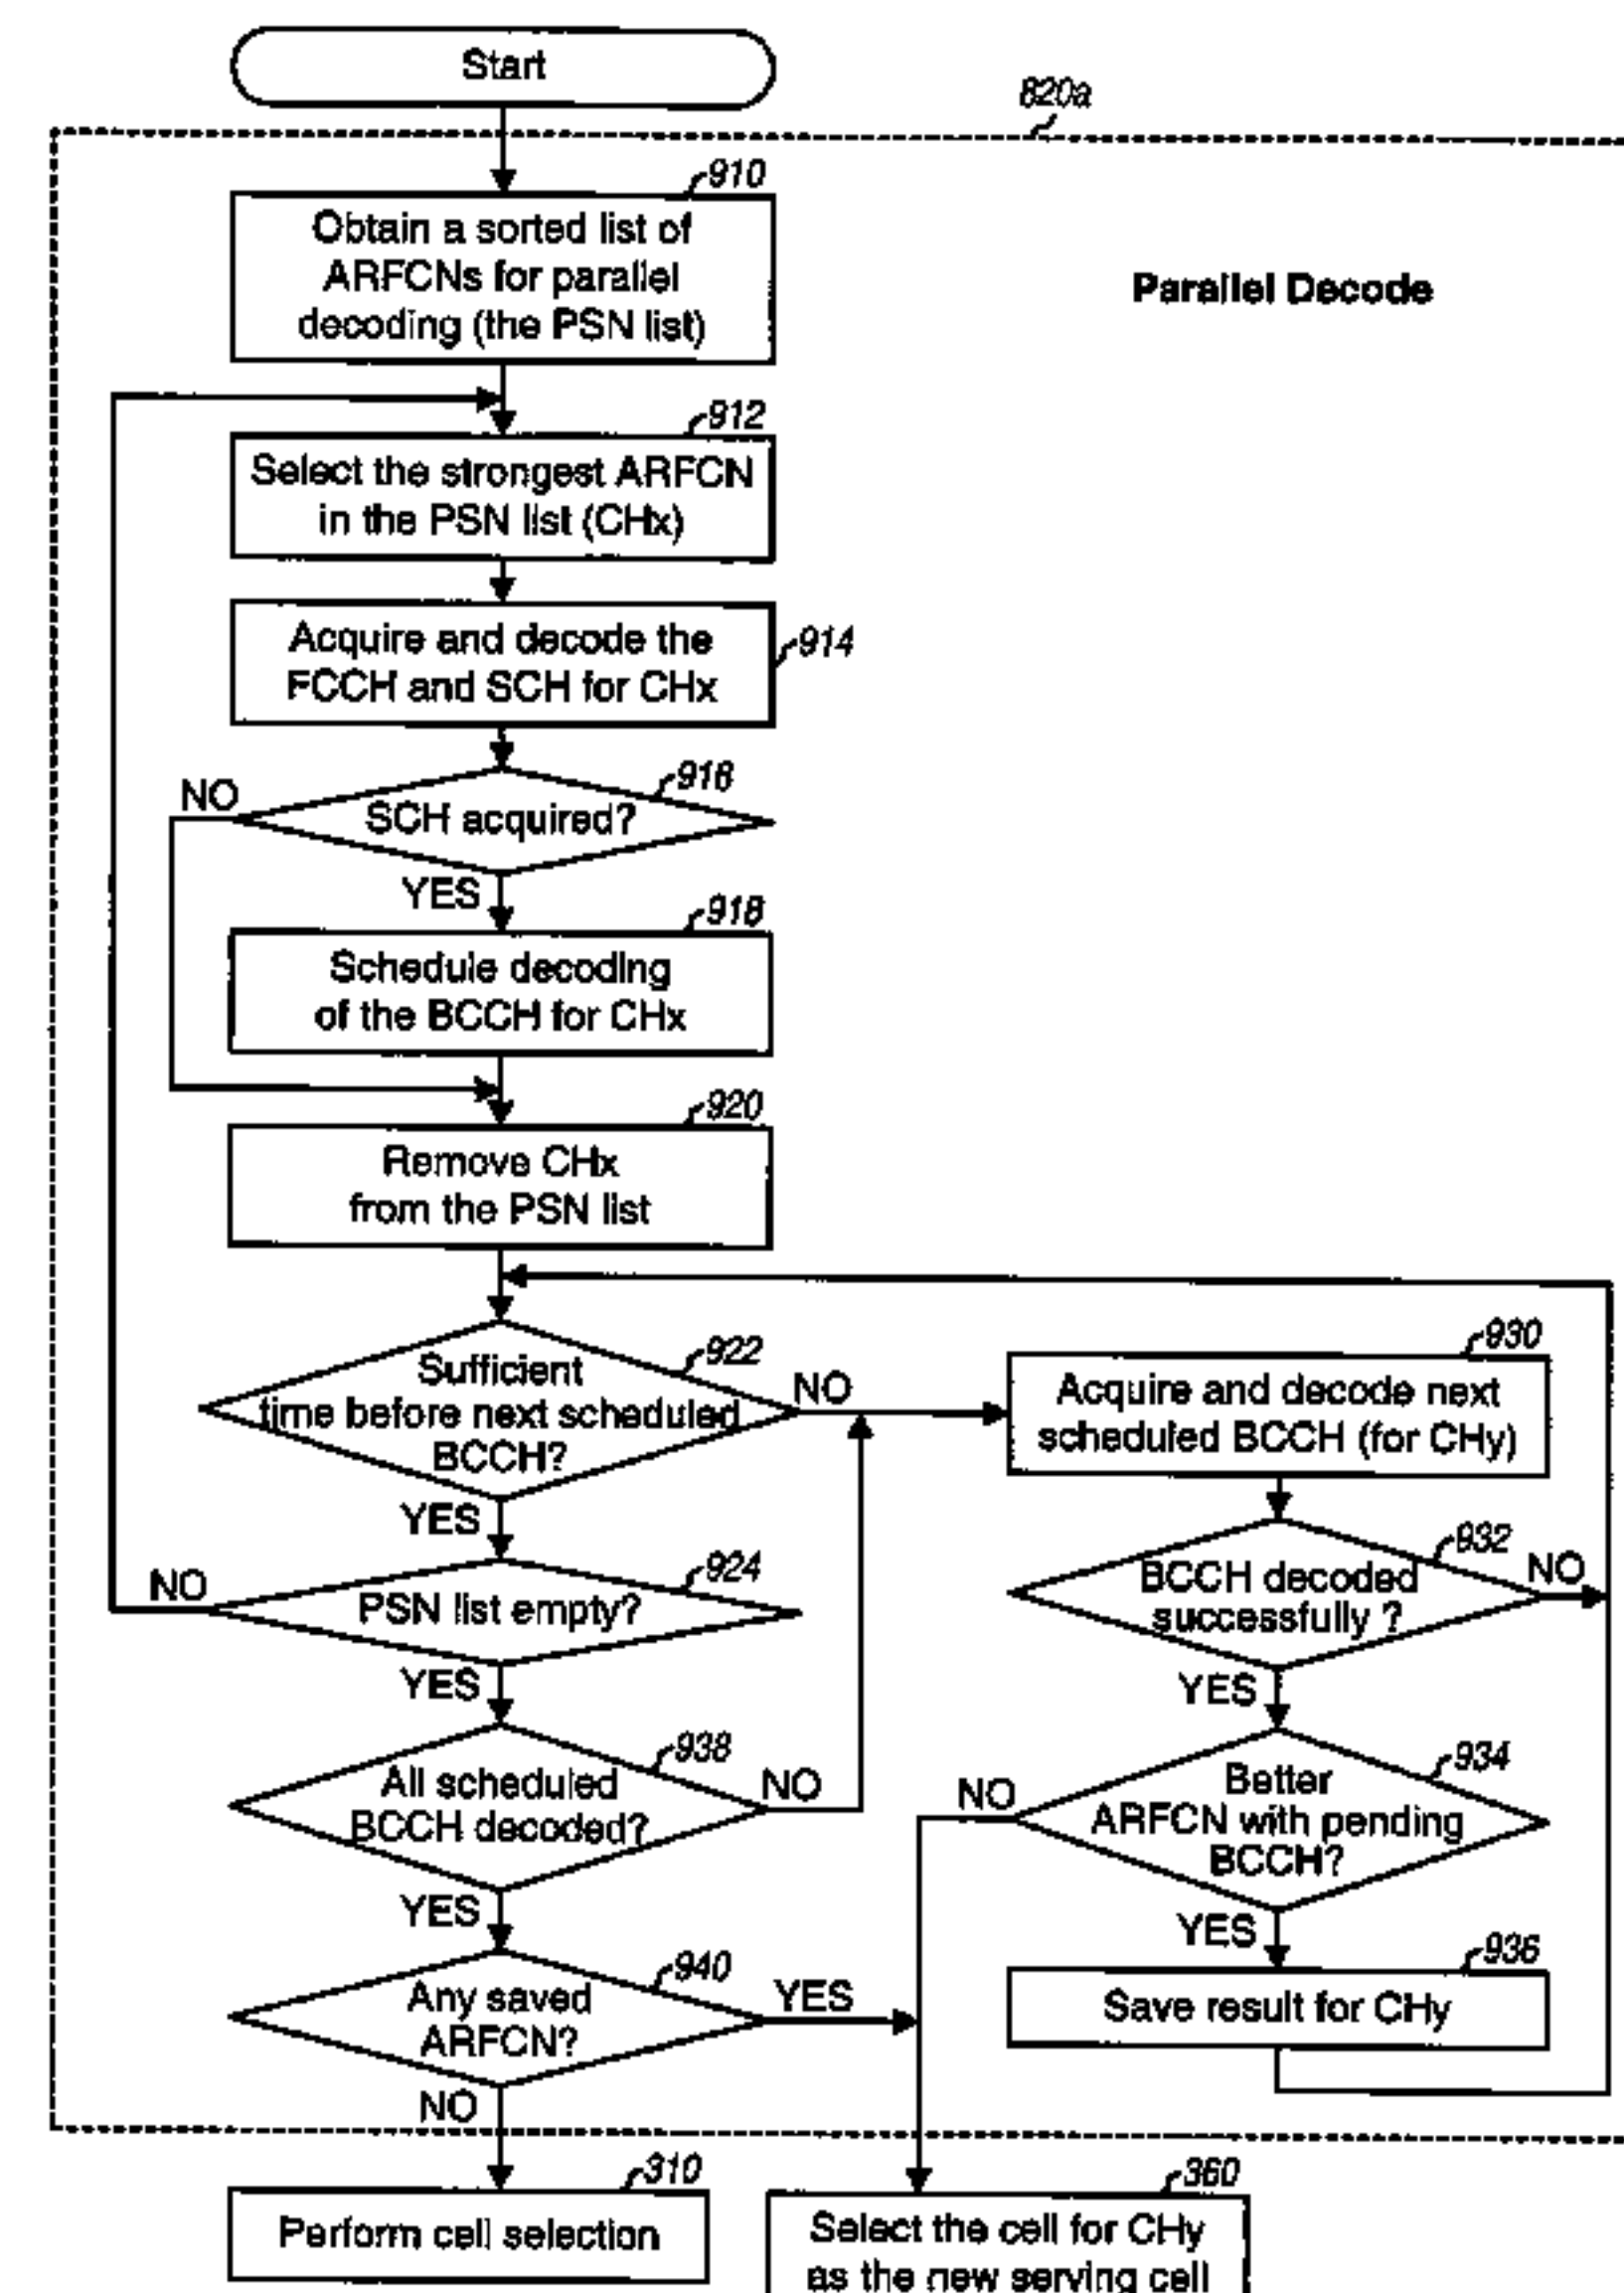 Start
820a
910
Obtain a sorted list of
ARFCNs for parallel
decoding (the PSN list)
Parallel Decode
912
Select the strongest ARFCN
in the PSN list (CHx)
Acquire and decode the
FCCH and SCH for CHx
914
916
NO
SCH acquired?
YES
918
Schedule decoding
of the BCCH for CHx
920
Remove CHx
from the PSN list
922
Sufficient
time before next scheduled
BCCH?
NO
YES
930
Acquire and decode next
scheduled BCCH (for CHy)
924
NO
PSN list empty?
YES
932
BCCH decoded
successfully ?
NO
YES
938
All scheduled
BCCH decoded?
NO
YES
934
NO
Better
ARFCN with pending
BCCH?
YES
940
Any saved
ARFCN?
YES
NO
936
Save result for CHy
310
Perform cell selection
360
Select the cell for CHy
as the new serving cell